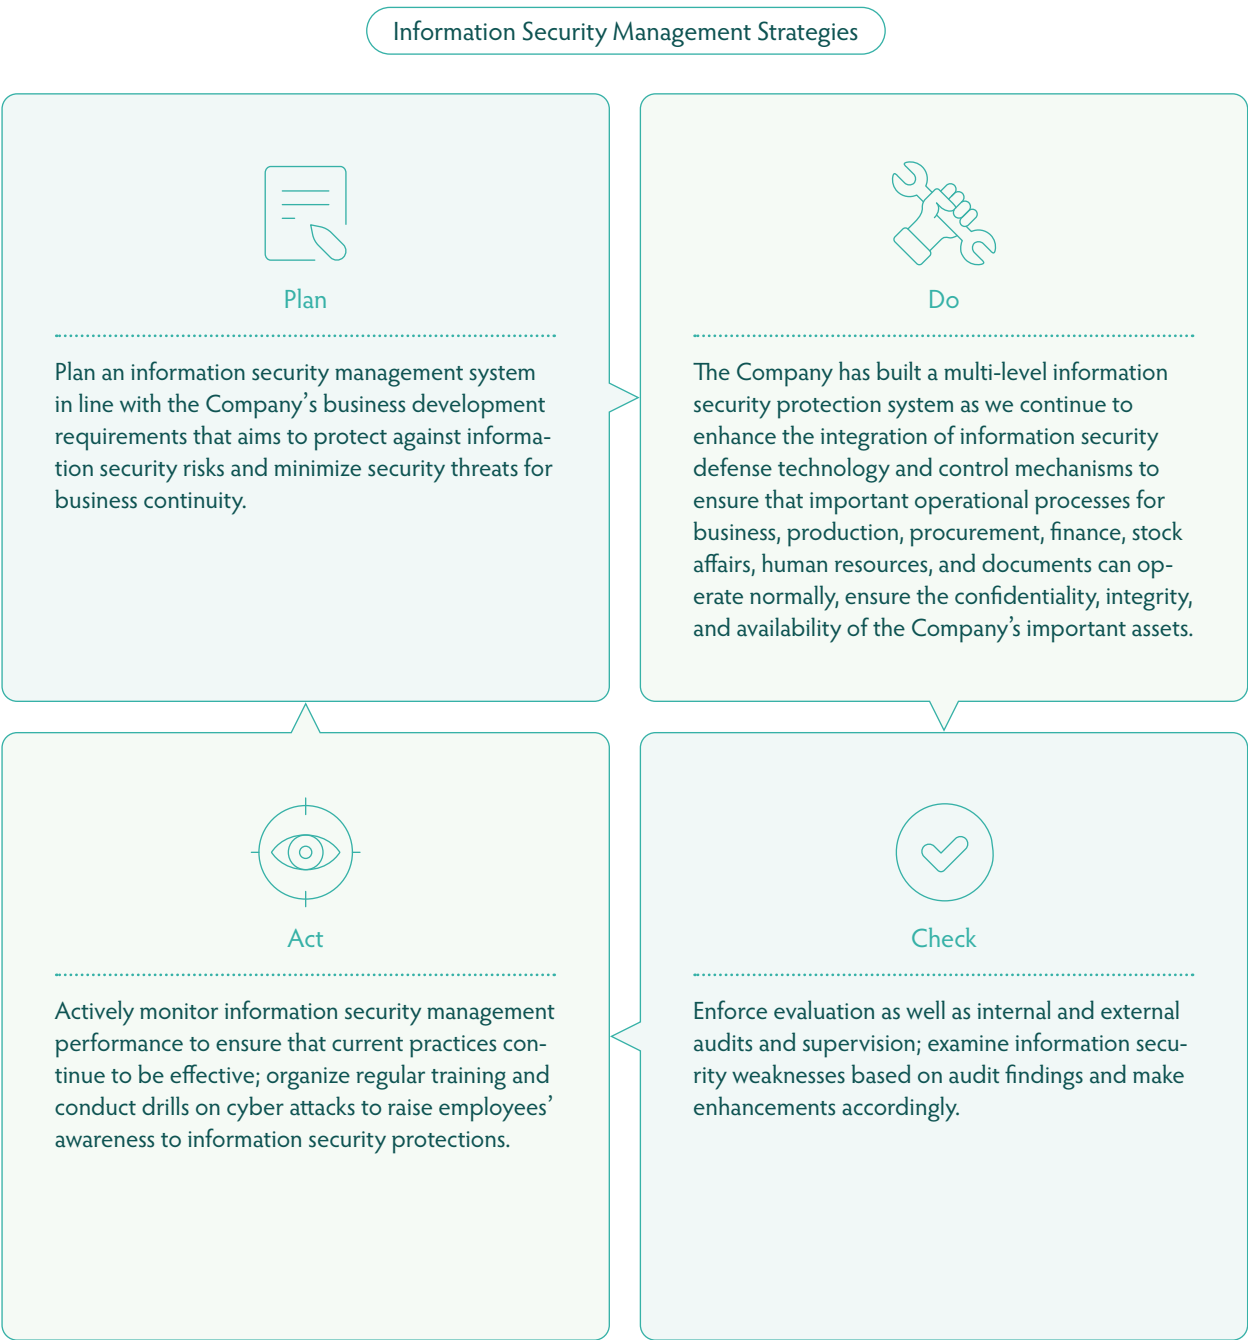 Information Security Management Strategies
Plan
Plan an information security management system
in line with the Company’s business development
requirements that aims to protect against informa-
tion security risks and minimize security threats for
business continuity.
Do
The Company has built a multi-level information
security protection system as we continue to
enhance the integration of information security
defense technology and control mechanisms to
ensure that important operational processes for
business, production, procurement, finance, stock
affairs, human resources, and documents can op-
erate normally, ensure the confidentiality, integrity,
and availability of the Company’s important assets.
Act
Actively monitor information security management
performance to ensure that current practices con-
tinue to be effective; organize regular training and
conduct drills on cyber attacks to raise employees’
awareness to information security protections.
Check
Enforce evaluation as well as internal and external
audits and supervision; examine information secu-
rity weaknesses based on audit findings and make
enhancements accordingly.